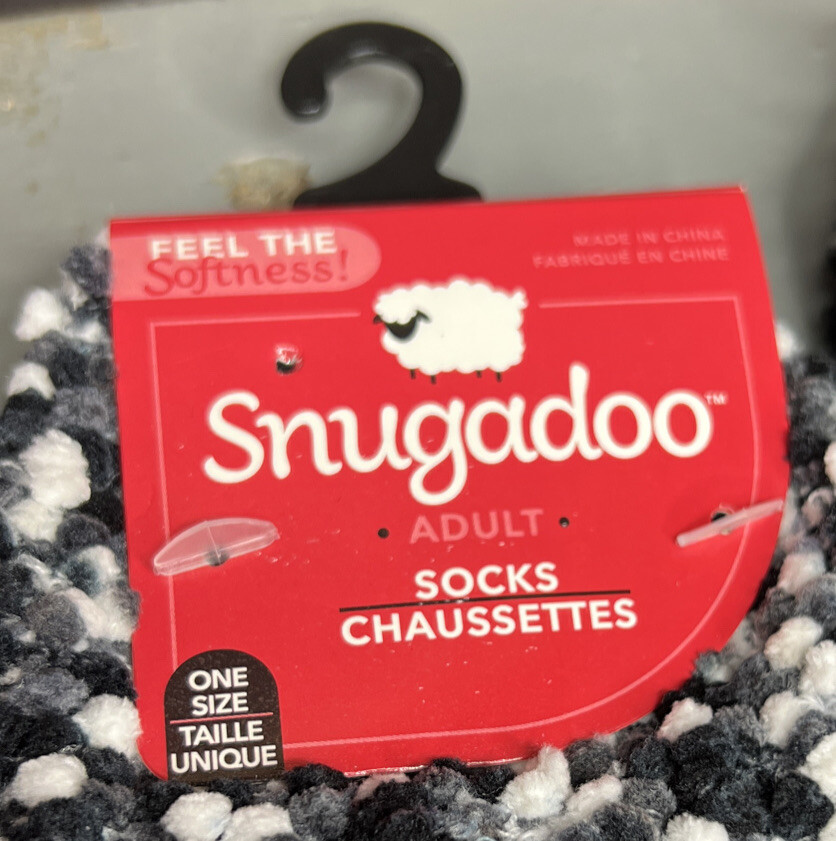 FEEL THE
Softness!
MADE IN CHINA
FABRIQUÉ EN CHINE
Snugadoo™
• ADULT •
SOCKS
CHAUSSETTES
ONE
SIZE
TAILLE
UNIQUE